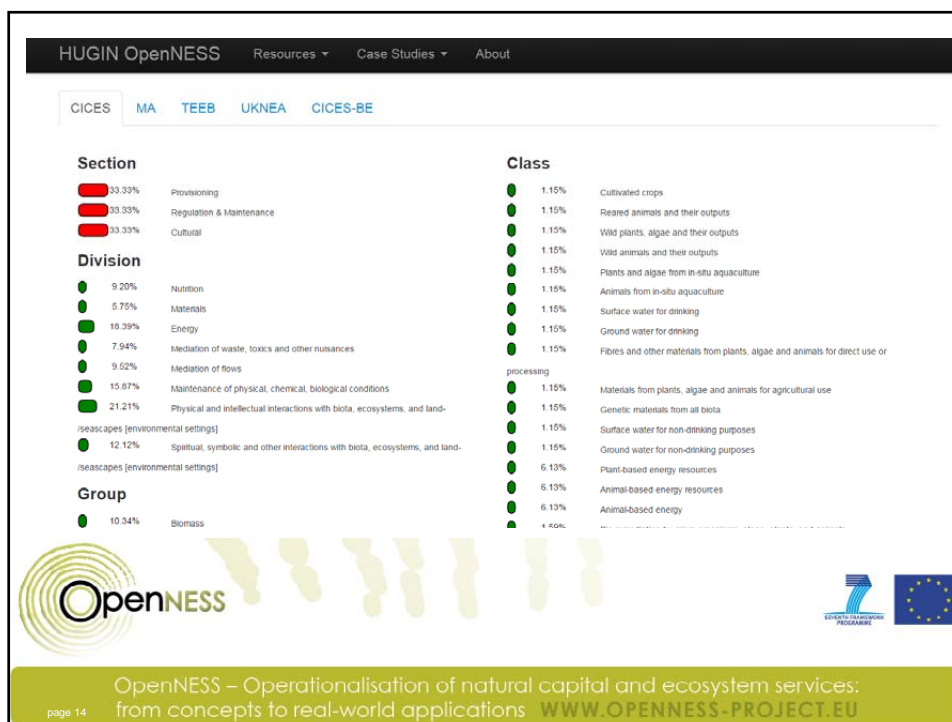 HUGIN OpenNESS Resources Case Studies About
CICES MA TEEB UKNEA CICES-BE
Section
33.33% Provisioning
33.33% Regulation & Maintenance
33.33% Cultural
Division
9.20% Nutrition
5.75% Materials
18.39% Energy
7.94% Mediation of waste, toxics and other nuisances
9.52% Mediation of flows
15.87% Maintenance of physical, chemical, biological conditions
21.21% Physical and intellectual interactions with biota, ecosystems, and land-
/seascapes [environmental settings]
12.12% Spiritual, symbolic and other interactions with biota, ecosystems, and land-
/seascapes [environmental settings]
Group
10.34% Biomass
Class
1.15% Cultivated crops
1.15% Reared animals and their outputs
1.15% Wild plants, algae and their outputs
1.15% Wild animals and their outputs
1.15% Plants and algae from in-situ aquaculture
1.15% Animals from in-situ aquaculture
1.15% Surface water for drinking
1.15% Ground water for drinking
1.15% Fibres and other materials from plants, algae and animals for direct use or
processing
1.15% Materials from plants, algae and animals for agricultural use
1.15% Genetic materials from all biota
1.15% Surface water for non-drinking purposes
1.15% Ground water for non-drinking purposes
6.13% Plant-based energy resources
6.13% Animal-based energy resources
6.13% Animal-based energy
1.59%
OpenNESS
SEVENTH FRAMEWORK
PROGRAMME
OpenNESS – Operationalisation of natural capital and ecosystem services:
page 14 from concepts to real-world applications WWW.OPENNESS-PROJECT.EU